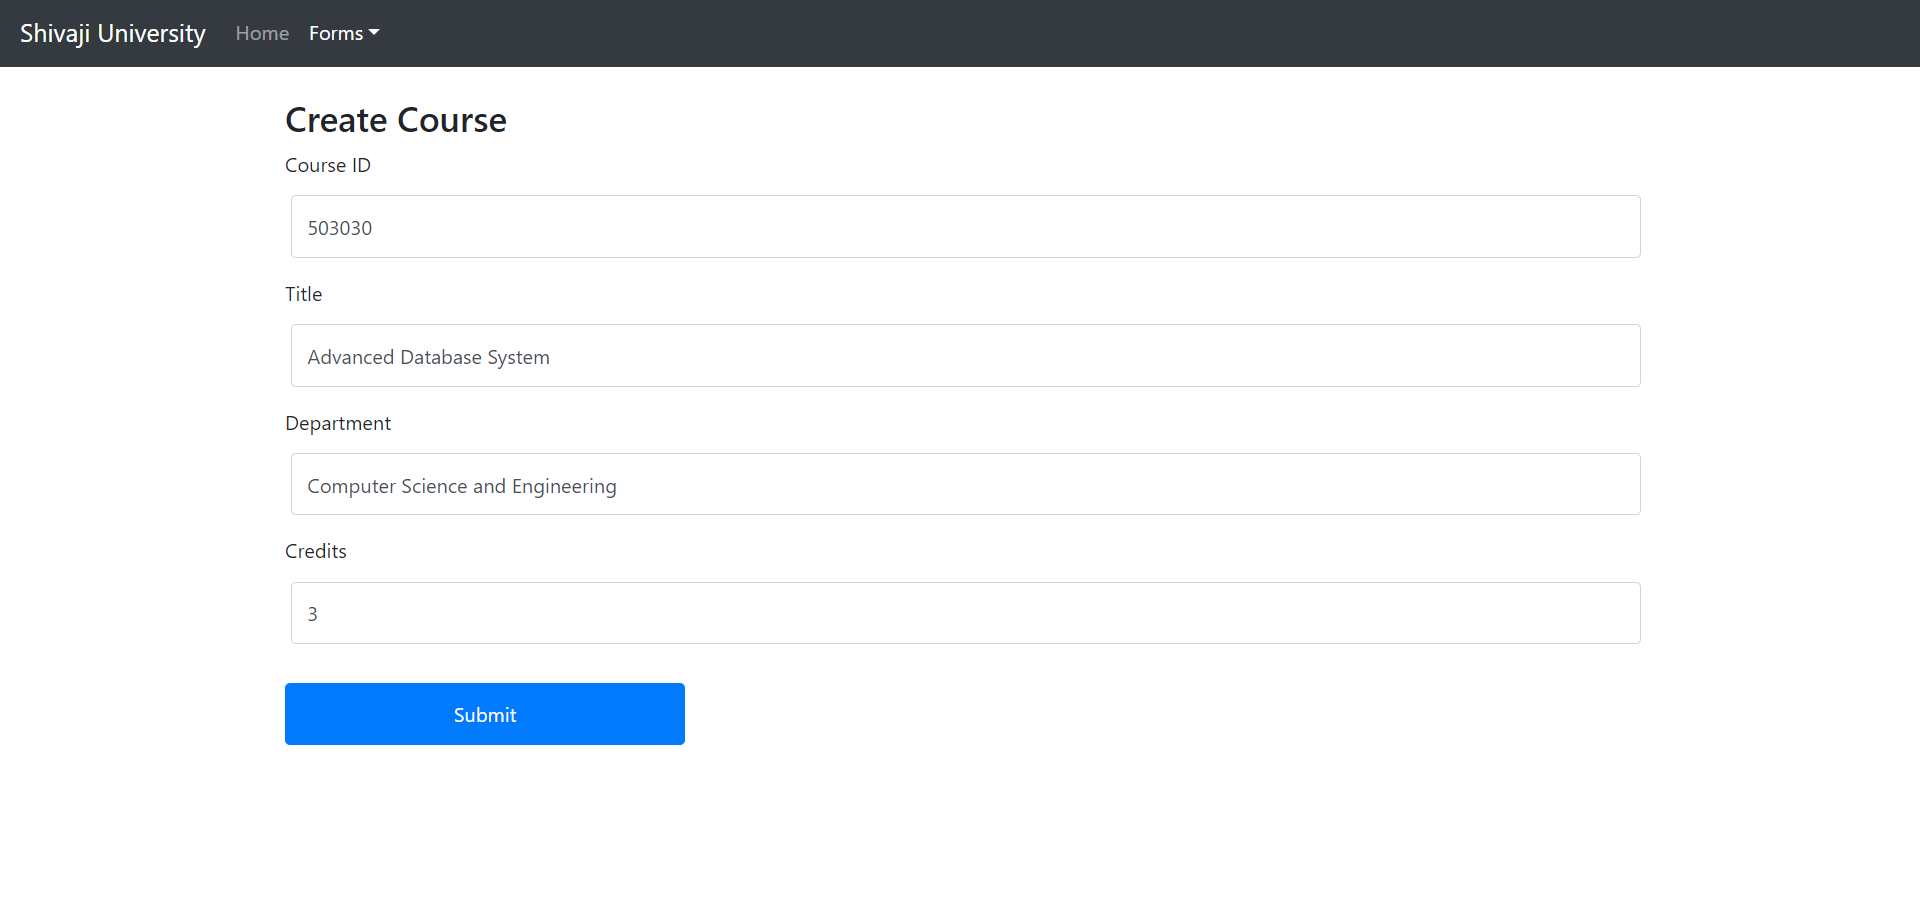 Shivaji University Home Forms
Create Course
Course ID
503030
Title
Advanced Database System
Department
Computer Science and Engineering
Credits
3
Submit